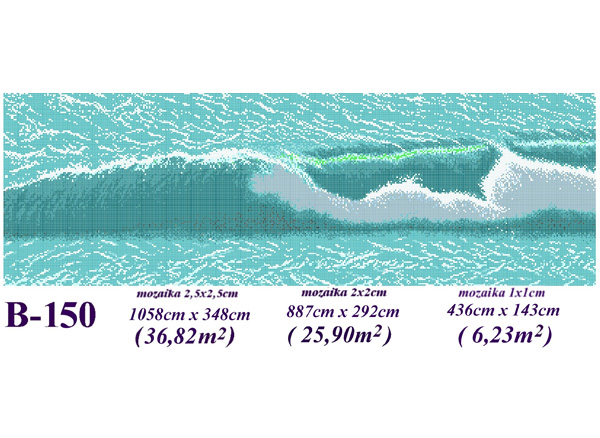 B-150
mozaika 2,5x2,5cm
1058cm x 348cm
(36,82m²)
mozaika 2x2cm
887cm x 292cm
( 25,90m²)
mozaika 1x1cm
436cm x 143cm
( 6,23m²)